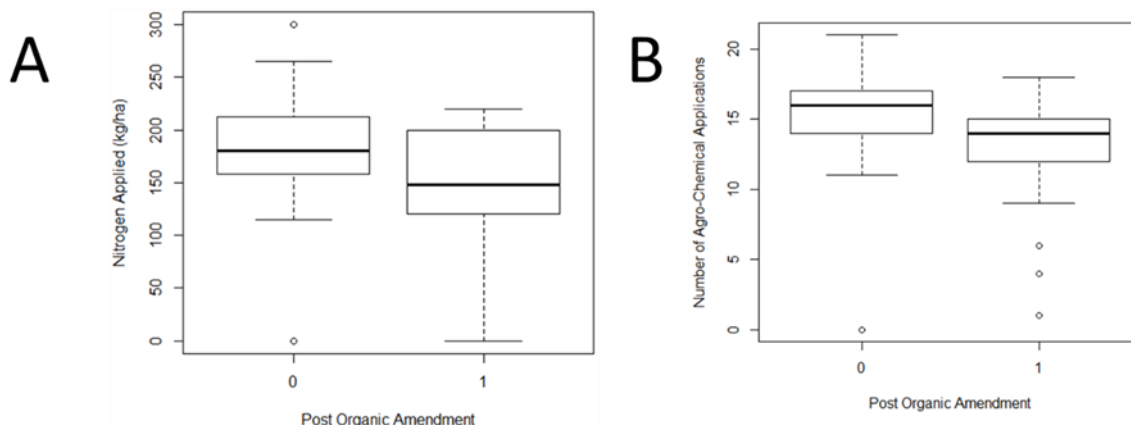 A
Nitrogen Applied (kg/ha)
300
250
200
150
100
50
0
0 1
Post Organic Amendment
B
Number of Agro-Chemical Applications
20
15
10
5
0
0 1
Post Organic Amendment